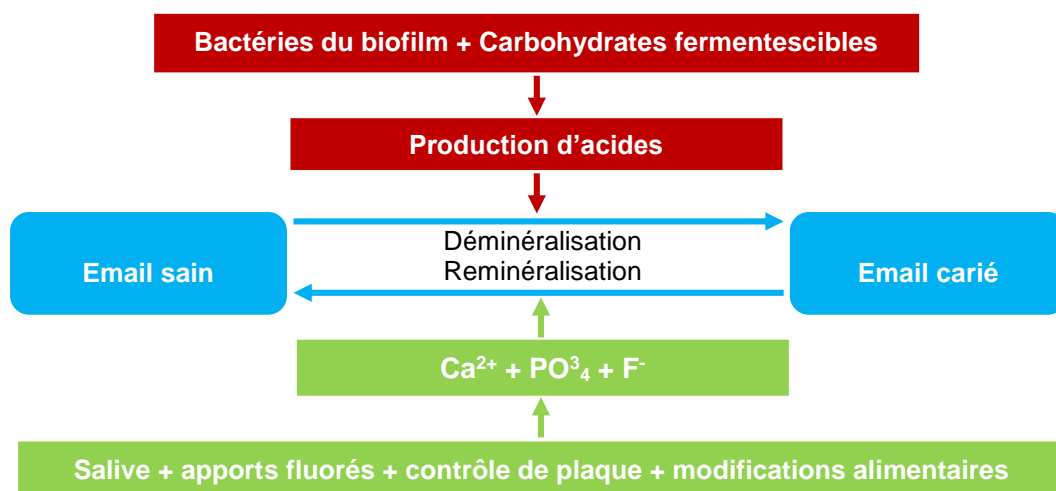 Bactéries du biofilm + Carbohydrates fermentescibles
Production d’acides
Déminéralisation
Reminéralisation
Email sain
Email carié
Ca²⁺ + PO³₄ + F⁻
Salive + apports fluorés + contrôle de plaque + modifications alimentaires